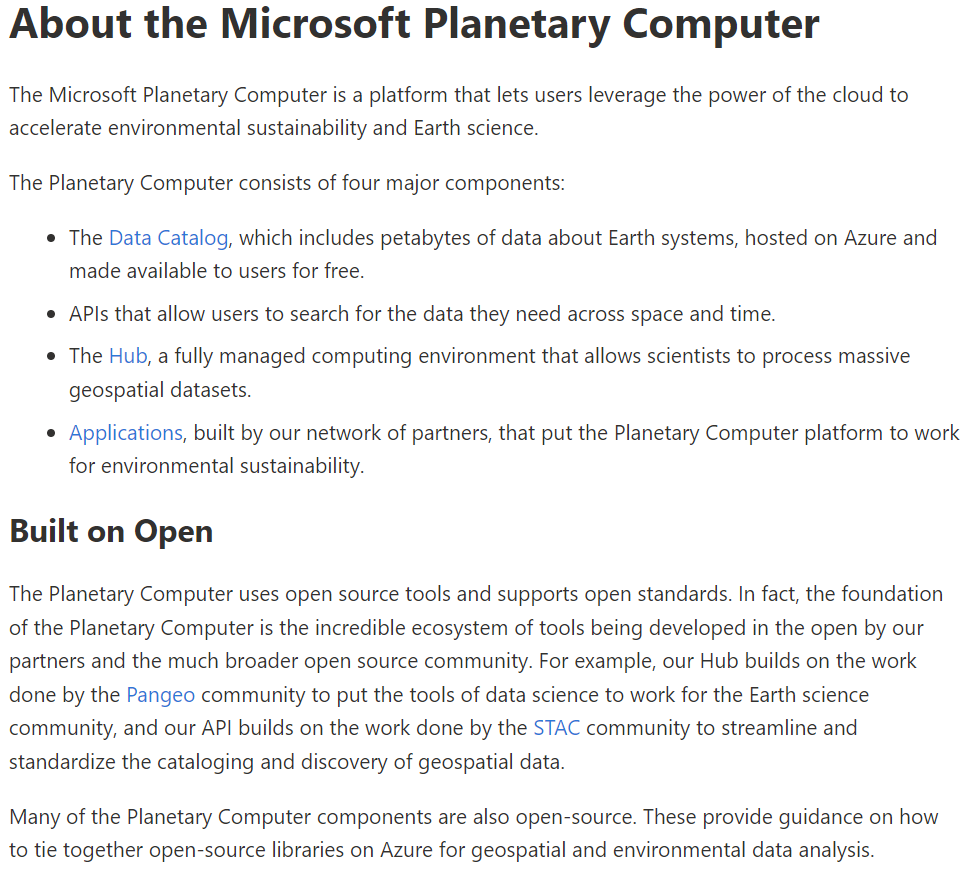 About the Microsoft Planetary Computer
The Microsoft Planetary Computer is a platform that lets users leverage the power of the cloud to
accelerate environmental sustainability and Earth science.
The Planetary Computer consists of four major components:
• The Data Catalog, which includes petabytes of data about Earth systems, hosted on Azure and
made available to users for free.
• APIs that allow users to search for the data they need across space and time.
• The Hub, a fully managed computing environment that allows scientists to process massive
geospatial datasets.
• Applications, built by our network of partners, that put the Planetary Computer platform to work
for environmental sustainability.
Built on Open
The Planetary Computer uses open source tools and supports open standards. In fact, the foundation
of the Planetary Computer is the incredible ecosystem of tools being developed in the open by our
partners and the much broader open source community. For example, our Hub builds on the work
done by the Pangeo community to put the tools of data science to work for the Earth science
community, and our API builds on the work done by the STAC community to streamline and
standardize the cataloging and discovery of geospatial data.
Many of the Planetary Computer components are also open-source. These provide guidance on how
to tie together open-source libraries on Azure for geospatial and environmental data analysis.